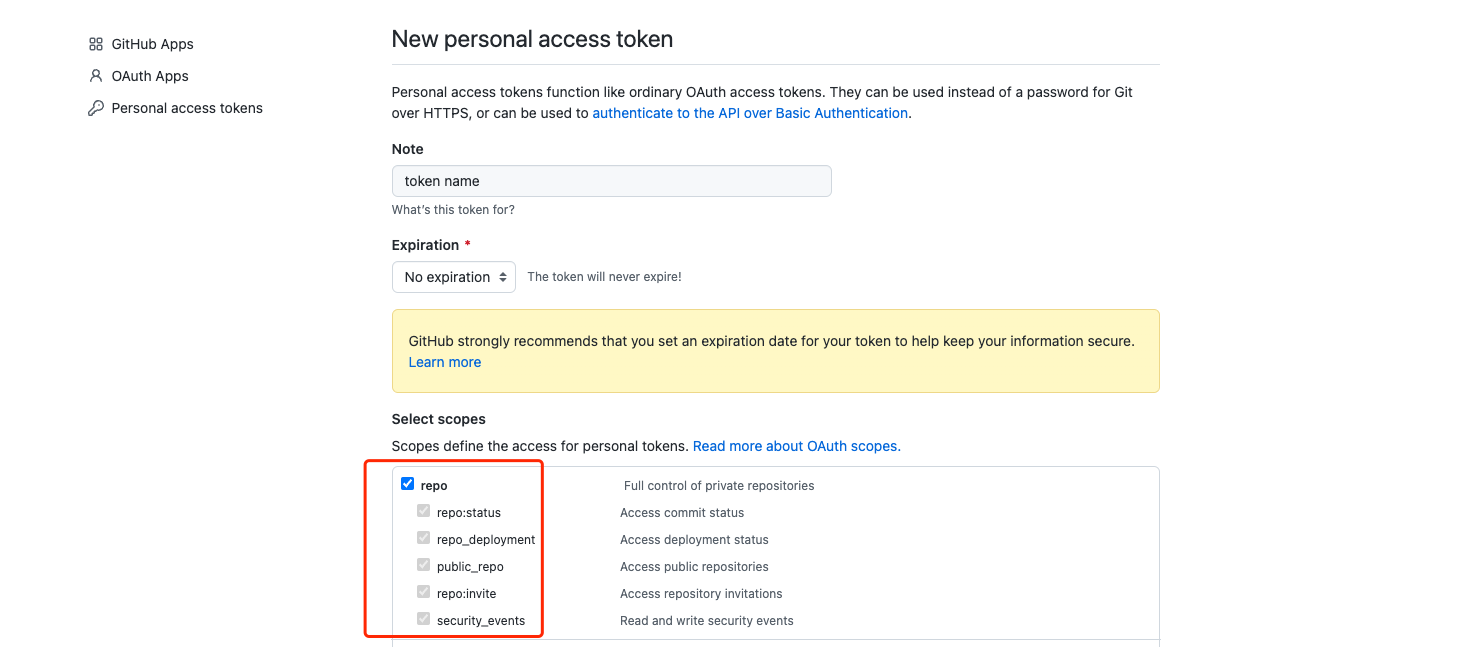 GitHub Apps
OAuth Apps
Personal access tokens
New personal access token
Personal access tokens function like ordinary OAuth access tokens. They can be used instead of a password for Git
over HTTPS, or can be used to authenticate to the API over Basic Authentication.
Note
token name
What's this token for?
Expiration *
No expiration The token will never expire!
GitHub strongly recommends that you set an expiration date for your token to help keep your information secure.
Learn more
Select scopes
Scopes define the access for personal tokens. Read more about OAuth scopes.
repo Full control of private repositories
repo:status Access commit status
repo_deployment Access deployment status
public_repo Access public repositories
repo:invite Access repository invitations
security_events Read and write security events